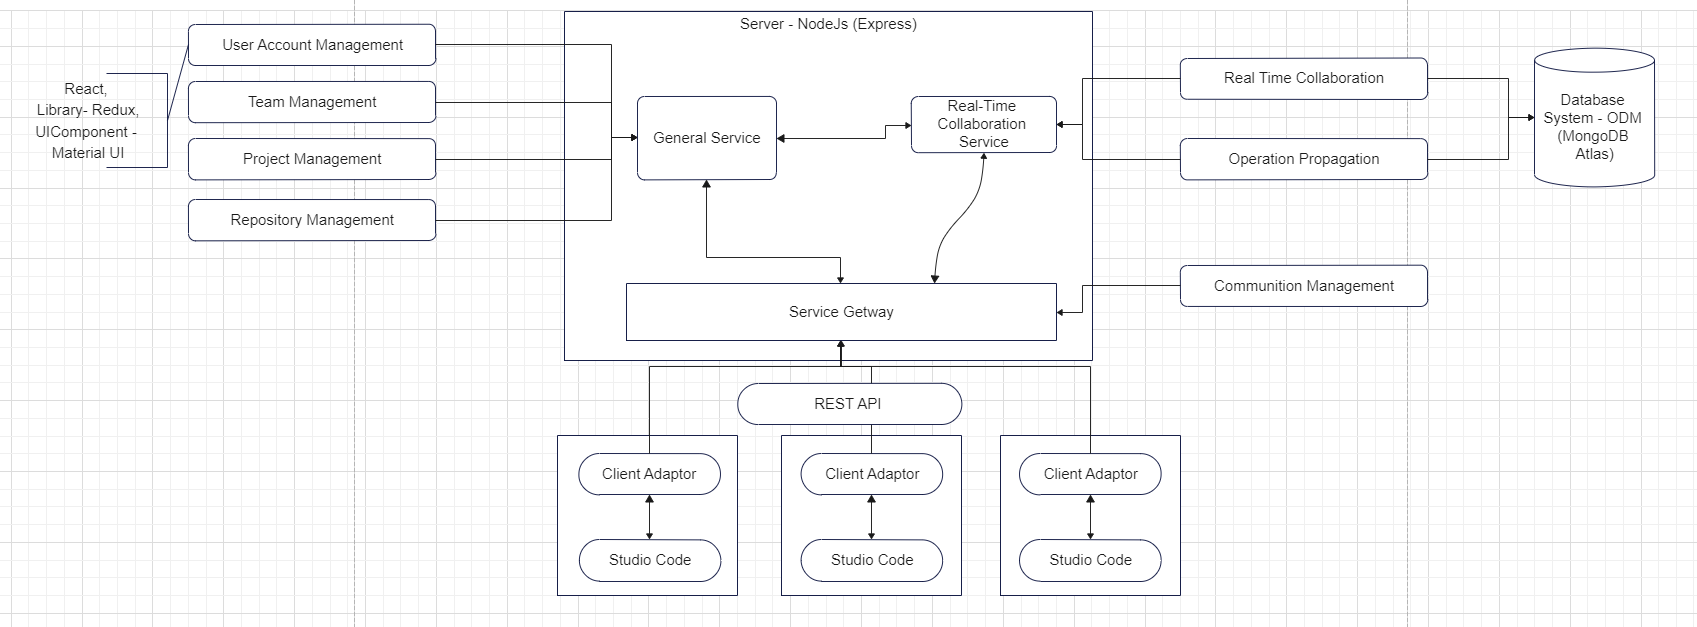 Server - NodeJs (Express)
User Account Management
Team Management
Project Management
Repository Management
React,
Library- Redux,
UIComponent -
Material UI
General Service
Real-Time
Collaboration
Service
Service Getway
Real Time Collaboration
Operation Propagation
Communition Management
Database
System - ODM
(MongoDB
Atlas)
REST API
Client Adaptor
Studio Code
Client Adaptor
Studio Code
Client Adaptor
Studio Code